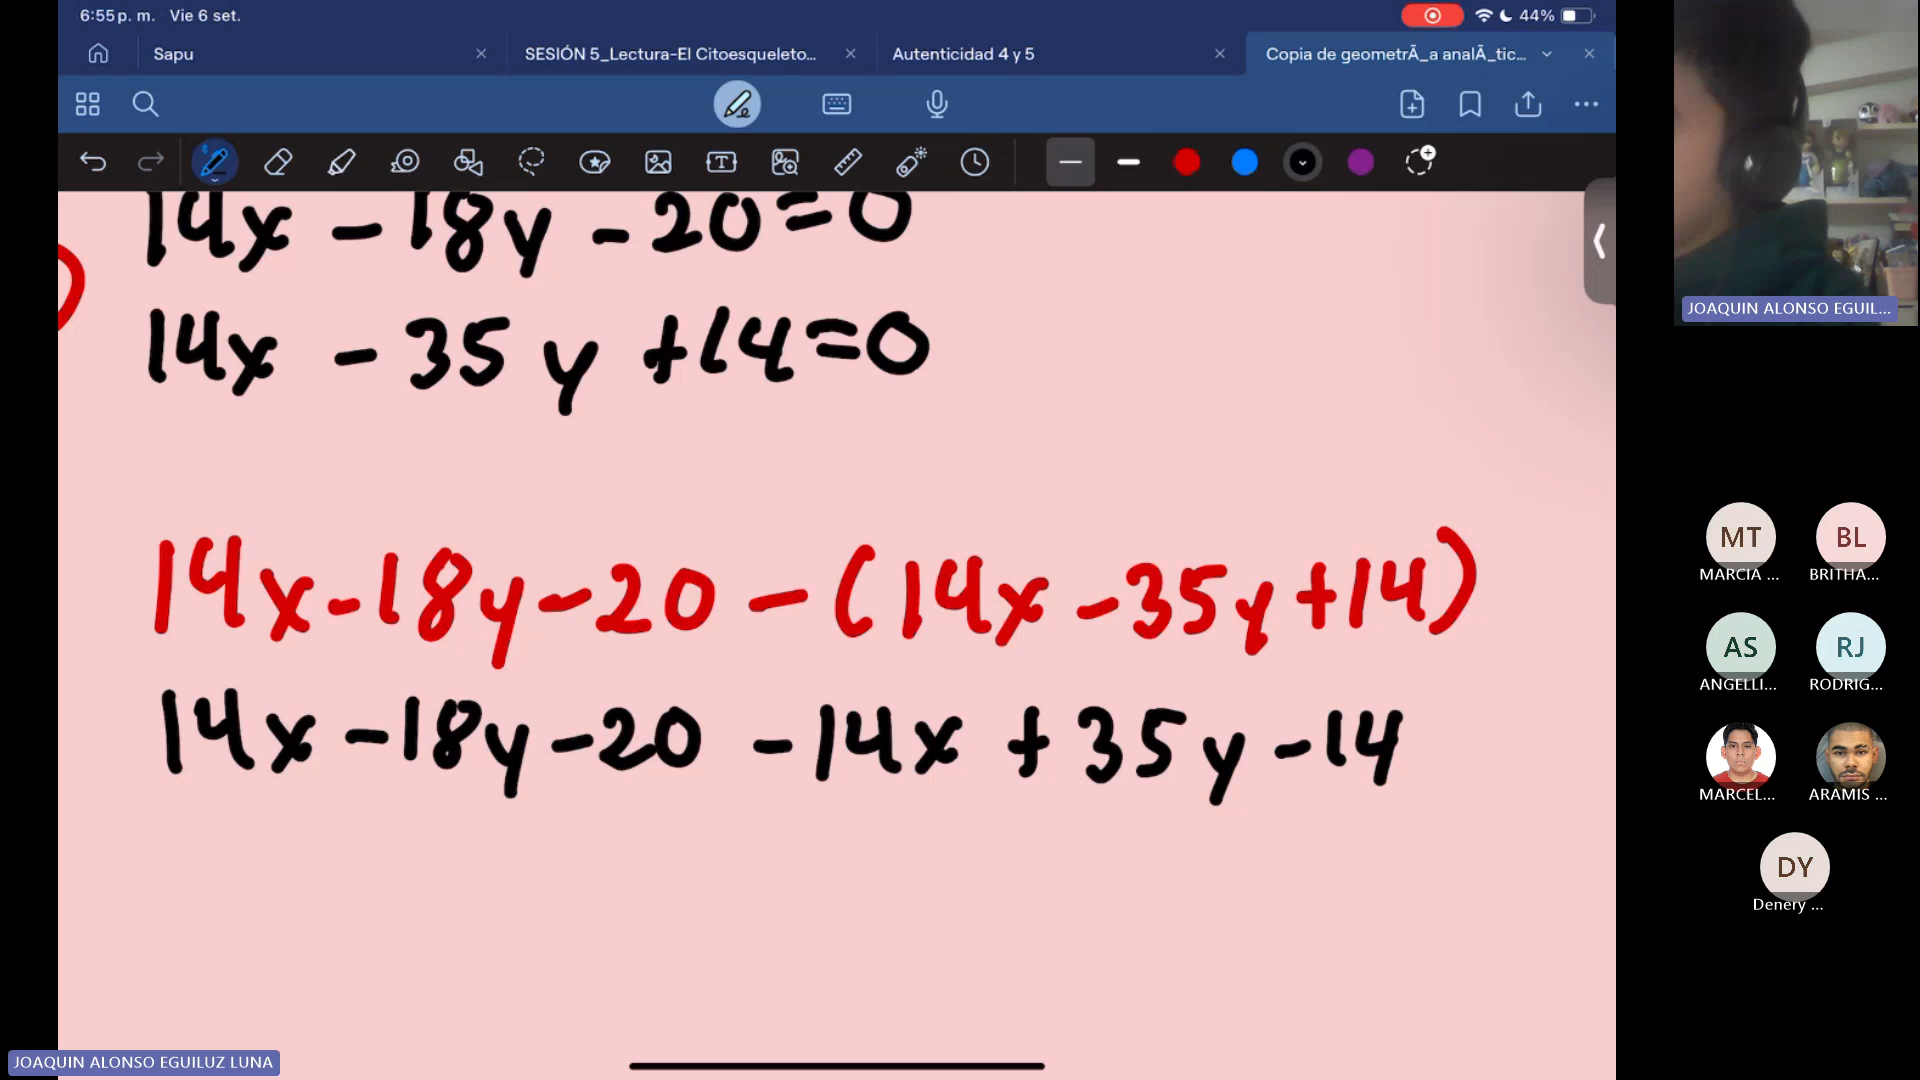 6:55 p. m. Vie 6 set.
44%
Sapu
SESIÓN 5_Lectura-El Citoesqueleto...
Autenticidad 4 y 5
Copia de geometrÃ_a analÃ_tic...
14x - 18y - 20=0
14x - 35y +14=0
14x-18y-20 - (14x -35y+14)
14x -18y-20 -14x + 35y -14
JOAQUIN ALONSO EGUIL...
MT
BL
MARCIA ...
BRITHA...
AS
RJ
ANGELLI...
RODRIG...
MARCEL...
ARAMIS ...
DY
Denery ...
JOAQUIN ALONSO EGUILUZ LUNA